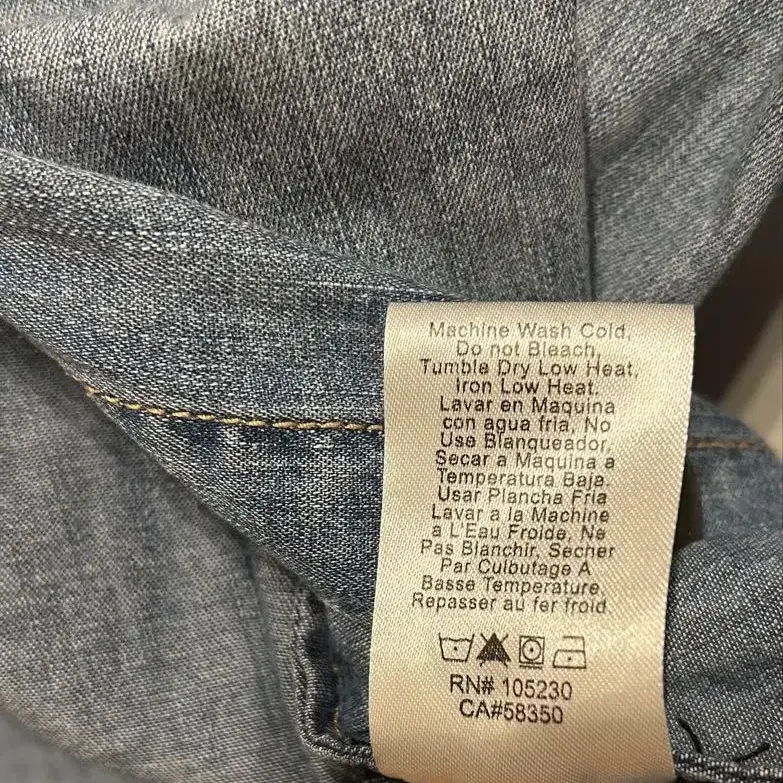 Machine Wash Cold,
Do not Bleach,
Tumble Dry Low Heat,
Iron Low Heat.
Lavar en Maquina
con agua fria, No
Use Blanqueador,
Secar a Maquina a
Temperatura Baja.
Usar Plancha Fria
Lavar a la Machine
a L'Eau Froide, Ne
Pas Blanchir, Secher
Par Culbutage A
Basse Temperature,
Repasser au fer froid
RN# 105230
CA#58350